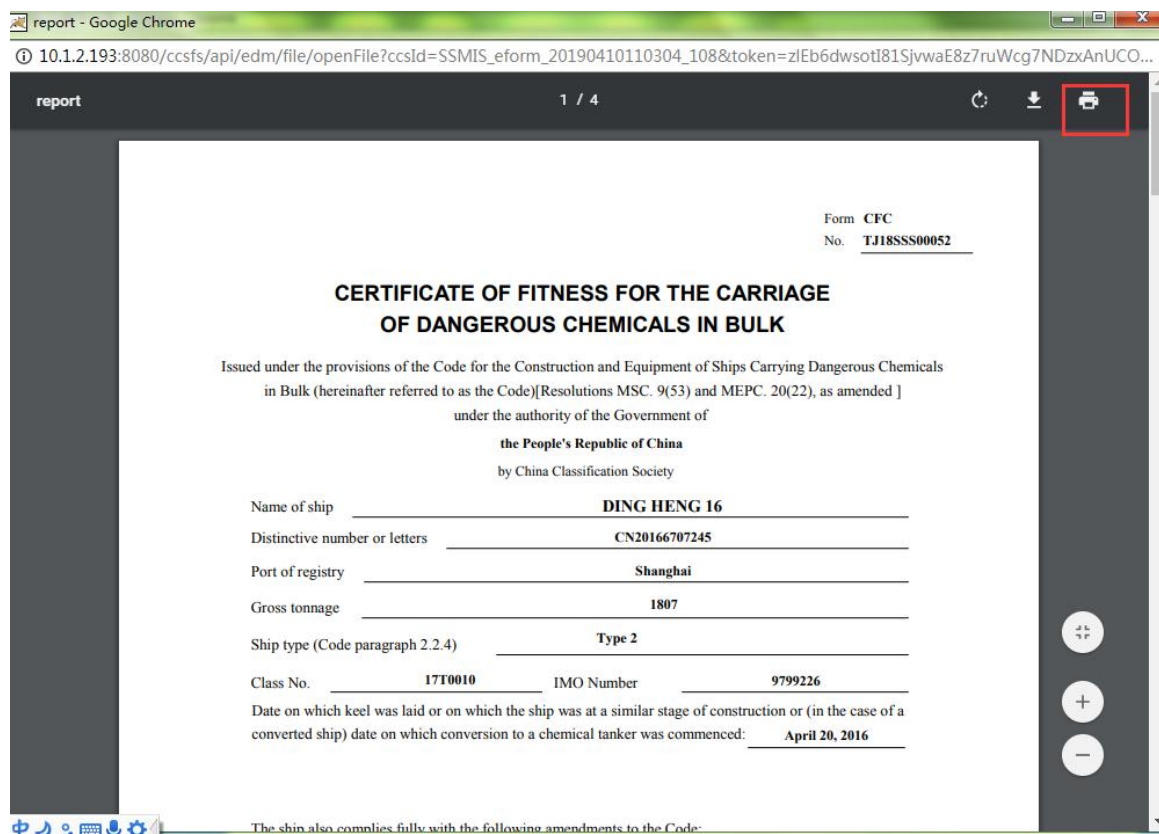 report - Google Chrome
10.1.2.193:8080/ccsfs/api/edm/file/openFile?ccsId=SSMIS_eform_20190410110304_108&token=zlEb6dwsotI81SjvwaE8z7ruWcg7NDzxAnUCO...
report 1 / 4
Form CFC
No. TJ18SSS00052
CERTIFICATE OF FITNESS FOR THE CARRIAGE
OF DANGEROUS CHEMICALS IN BULK
Issued under the provisions of the Code for the Construction and Equipment of Ships Carrying Dangerous Chemicals
in Bulk (hereinafter referred to as the Code)[Resolutions MSC. 9(53) and MEPC. 20(22), as amended ]
under the authority of the Government of
the People's Republic of China
by China Classification Society
Name of ship DING HENG 16
Distinctive number or letters CN20166707245
Port of registry Shanghai
Gross tonnage 1807
Ship type (Code paragraph 2.2.4) Type 2
Class No. 17T0010 IMO Number 9799226
Date on which keel was laid or on which the ship was at a similar stage of construction or (in the case of a
converted ship) date on which conversion to a chemical tanker was commenced: April 20, 2016
The ship also complies fully with the following amendments to the Code:
中